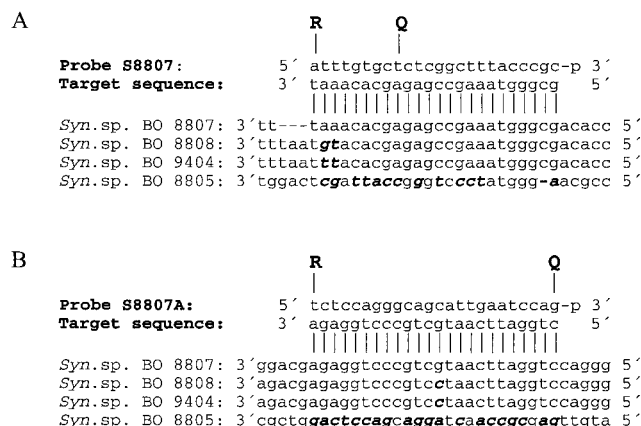 A
R Q
Probe S8807: 5´ atttgtgctctcggctttacccgc-p 3´
Target sequence: 3´ taaacacgagagccgaaatgggcg 5´
Syn.sp. BO 8807: 3´tt---taaacacgagagccgaaatgggcgacacc 5´
Syn.sp. BO 8808: 3´tttaatgtacacgagagccgaaatgggcgacacc 5´
Syn.sp. BO 9404: 3´tttaatttacacgagagccgaaatgggcgacacc 5´
Syn.sp. BO 8805: 3´tggactcgattaccgggtccctatggg-aacgcc 5´
B
R Q
Probe S8807A: 5´ tctccagggcagcattgaatccag-p 3´
Target sequence: 3´ agaggtcccgtcgtaacttaggtc 5´
Syn.sp. BO 8807: 3´ggacgagaggtcccgtcgtaacttaggtccaggg 5´
Syn.sp. BO 8808: 3´agacgagaggtcccgtcctaacttaggtccaggg 5´
Syn.sp. BO 9404: 3´agacgagaggtcccgtcctaacttaggtccaggg 5´
Syn.sp. BO 8805: 3´cgctggactccagcaggatcaaccgcgagttgta 5´